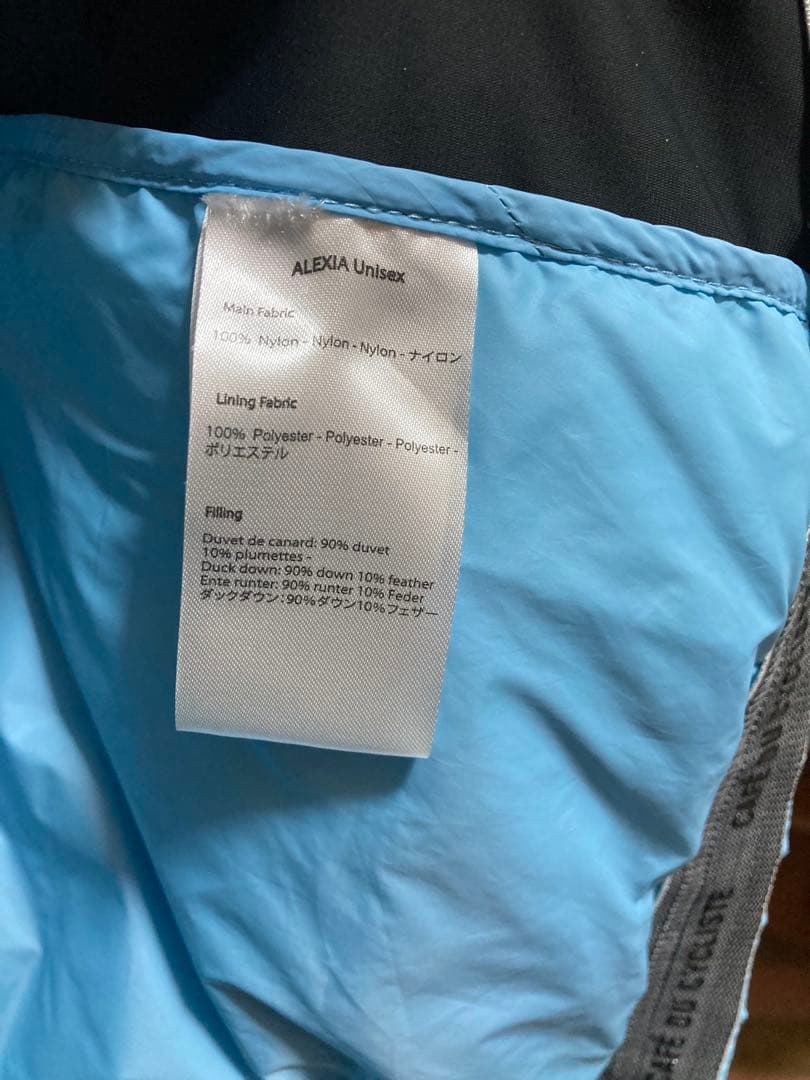 ALEXIA Unisex
Main Fabric
100% Nylon - Nylon - Nylon - ナイロン
Lining Fabric
100% Polyester - Polyester - Polyester -
ポリエステル
Filling
Duvet de canard: 90% duvet
10% plumettes -
Duck down: 90% down 10% feather
Ente runter: 90% runter 10% Feder
ダックダウン:90%ダウン10%フェザー
CAFÉ DU CYCLISTE
CAFÉ DU